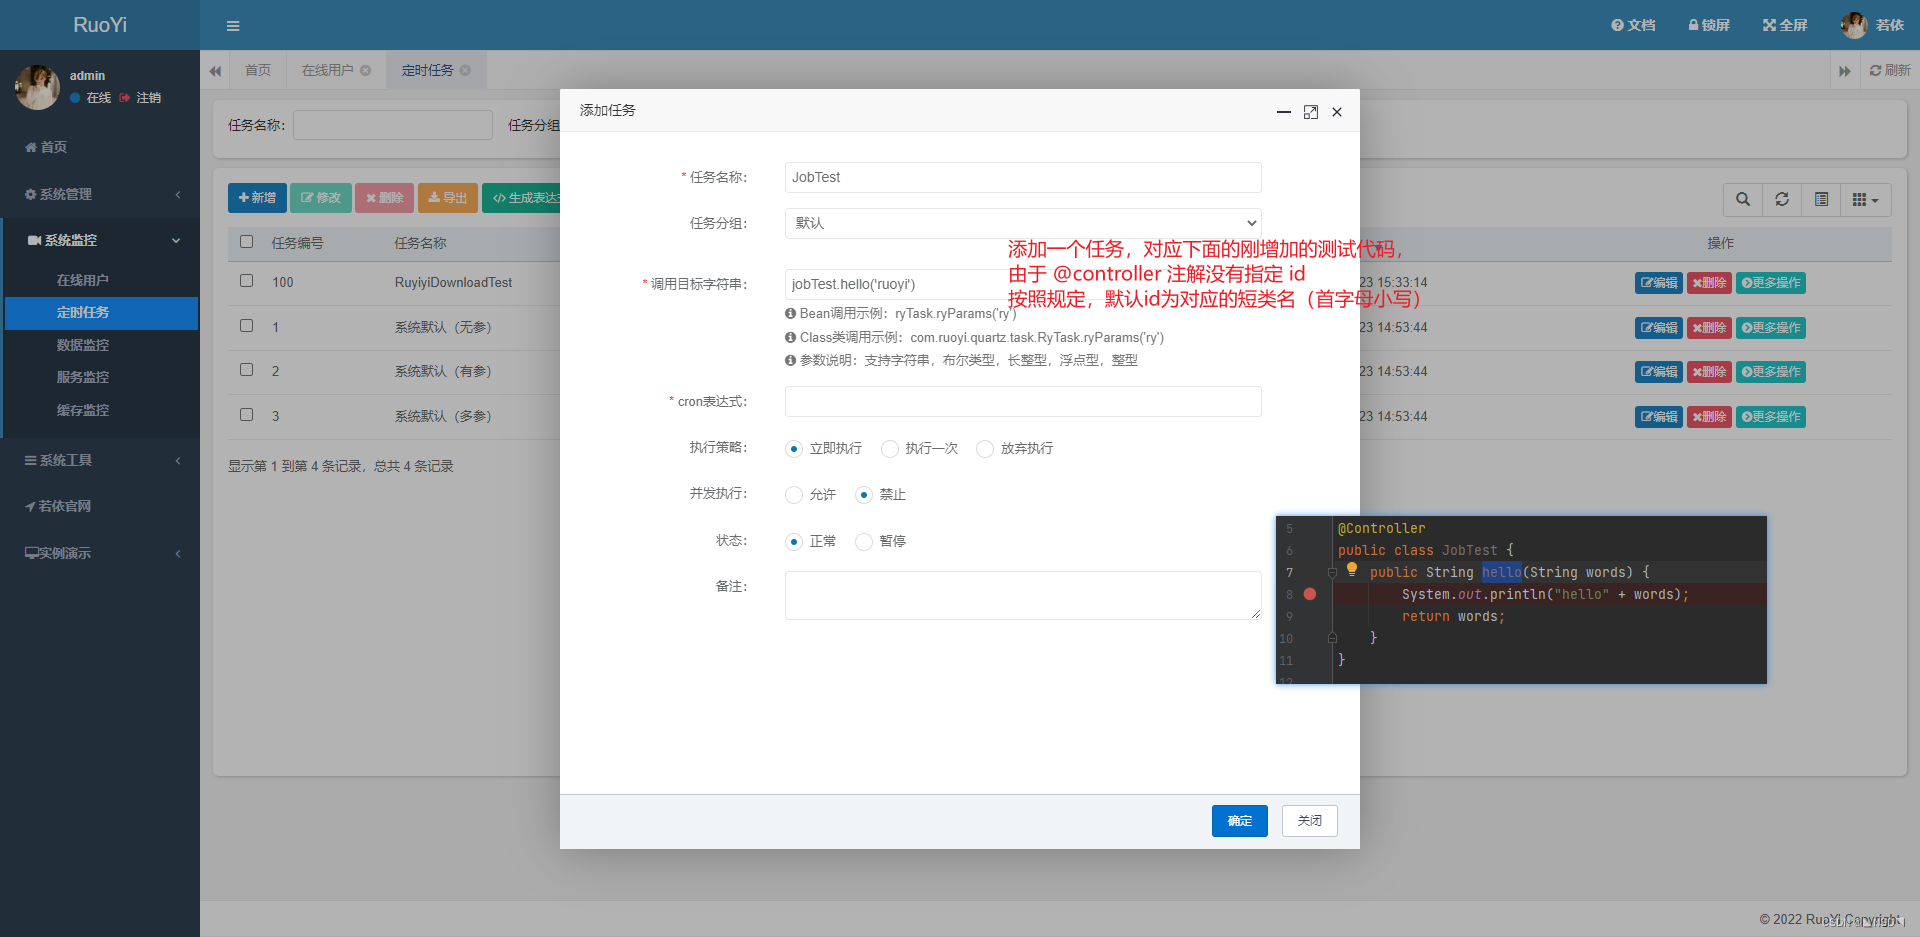 RuoYi
文档
锁屏
全屏
若依
admin
在线
注销
首页
在线用户
定时任务
刷新
首页
系统管理
系统监控
在线用户
定时任务
数据监控
服务监控
缓存监控
系统工具
若依官网
实例演示
任务名称：
任务分组
新增
修改
删除
导出
生成表达式
任务编号
任务名称
操作
100
RuyiyiDownloadTest
23 15:33:14
编辑
删除
更多操作
1
系统默认（无参）
23 14:53:44
编辑
删除
更多操作
2
系统默认（有参）
23 14:53:44
编辑
删除
更多操作
3
系统默认（多参）
23 14:53:44
编辑
删除
更多操作
显示第 1 到第 4 条记录，总共 4 条记录
添加任务
* 任务名称：
JobTest
任务分组：
默认
添加一个任务，对应下面的刚增加的测试代码，
由于 @controller 注解没有指定 id
按照规定，默认id为对应的短类名（首字母小写）
* 调用目标字符串：
jobTest.hello('ruoyi')
Bean调用示例：ryTask.ryParams('ry')
Class类调用示例：com.ruoyi.quartz.task.RyTask.ryParams('ry')
参数说明：支持字符串，布尔类型，长整型，浮点型，整型
* cron表达式：
执行策略：
立即执行
执行一次
放弃执行
并发执行：
允许
禁止
状态：
正常
暂停
备注：
确定
关闭
5 @Controller
6 public class JobTest {
7 public String hello(String words) {
8 System.out.println("hello" + words);
9 return words;
10 }
11 }
12
© 2022 RuoYi Copyright